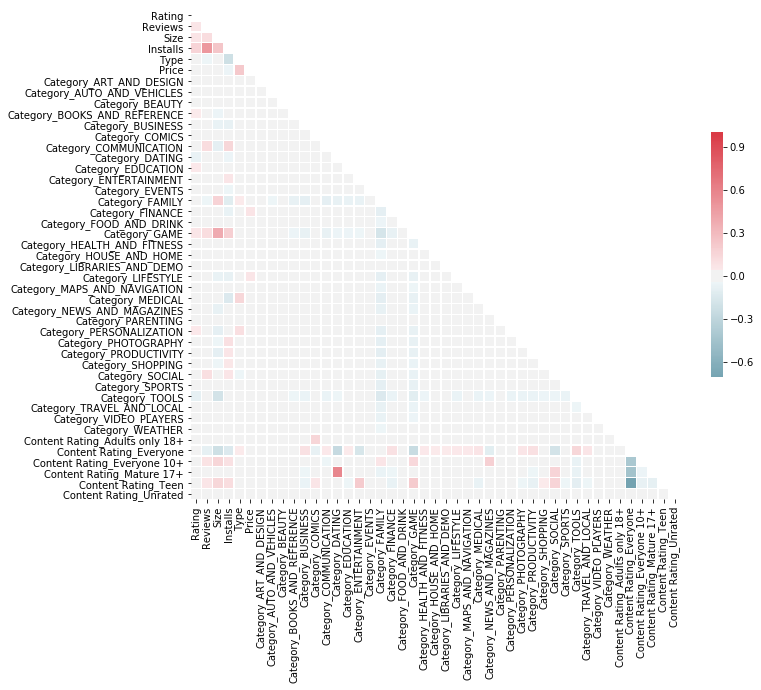 Rating
Reviews
Size
Installs
Type
Price
Category_ART_AND_DESIGN
Category_AUTO_AND_VEHICLES
Category_BEAUTY
Category_BOOKS_AND_REFERENCE
Category_BUSINESS
Category_COMICS
Category_COMMUNICATION
Category_DATING
Category_EDUCATION
Category_ENTERTAINMENT
Category_EVENTS
Category_FAMILY
Category_FINANCE
Category_FOOD_AND_DRINK
Category_GAME
Category_HEALTH_AND_FITNESS
Category_HOUSE_AND_HOME
Category_LIBRARIES_AND_DEMO
Category_LIFESTYLE
Category_MAPS_AND_NAVIGATION
Category_MEDICAL
Category_NEWS_AND_MAGAZINES
Category_PARENTING
Category_PERSONALIZATION
Category_PHOTOGRAPHY
Category_PRODUCTIVITY
Category_SHOPPING
Category_SOCIAL
Category_SPORTS
Category_TOOLS
Category_TRAVEL_AND_LOCAL
Category_VIDEO_PLAYERS
Category_WEATHER
Content Rating_Adults only 18+
Content Rating_Everyone
Content Rating_Everyone 10+
Content Rating_Mature 17+
Content Rating_Teen
Content Rating_Unrated
Rating
Reviews
Size
Installs
Type
Price
Category_ART_AND_DESIGN
Category_AUTO_AND_VEHICLES
Category_BEAUTY
Category_BOOKS_AND_REFERENCE
Category_BUSINESS
Category_COMICS
Category_COMMUNICATION
Category_DATING
Category_EDUCATION
Category_ENTERTAINMENT
Category_EVENTS
Category_FAMILY
Category_FINANCE
Category_FOOD_AND_DRINK
Category_GAME
Category_HEALTH_AND_FITNESS
Category_HOUSE_AND_HOME
Category_LIBRARIES_AND_DEMO
Category_LIFESTYLE
Category_MAPS_AND_NAVIGATION
Category_MEDICAL
Category_NEWS_AND_MAGAZINES
Category_PARENTING
Category_PERSONALIZATION
Category_PHOTOGRAPHY
Category_PRODUCTIVITY
Category_SHOPPING
Category_SOCIAL
Category_SPORTS
Category_TOOLS
Category_TRAVEL_AND_LOCAL
Category_VIDEO_PLAYERS
Category_WEATHER
Content Rating_Adults only 18+
Content Rating_Everyone
Content Rating_Everyone 10+
Content Rating_Mature 17+
Content Rating_Teen
Content Rating_Unrated
0.9
0.6
0.3
0.0
−0.3
−0.6